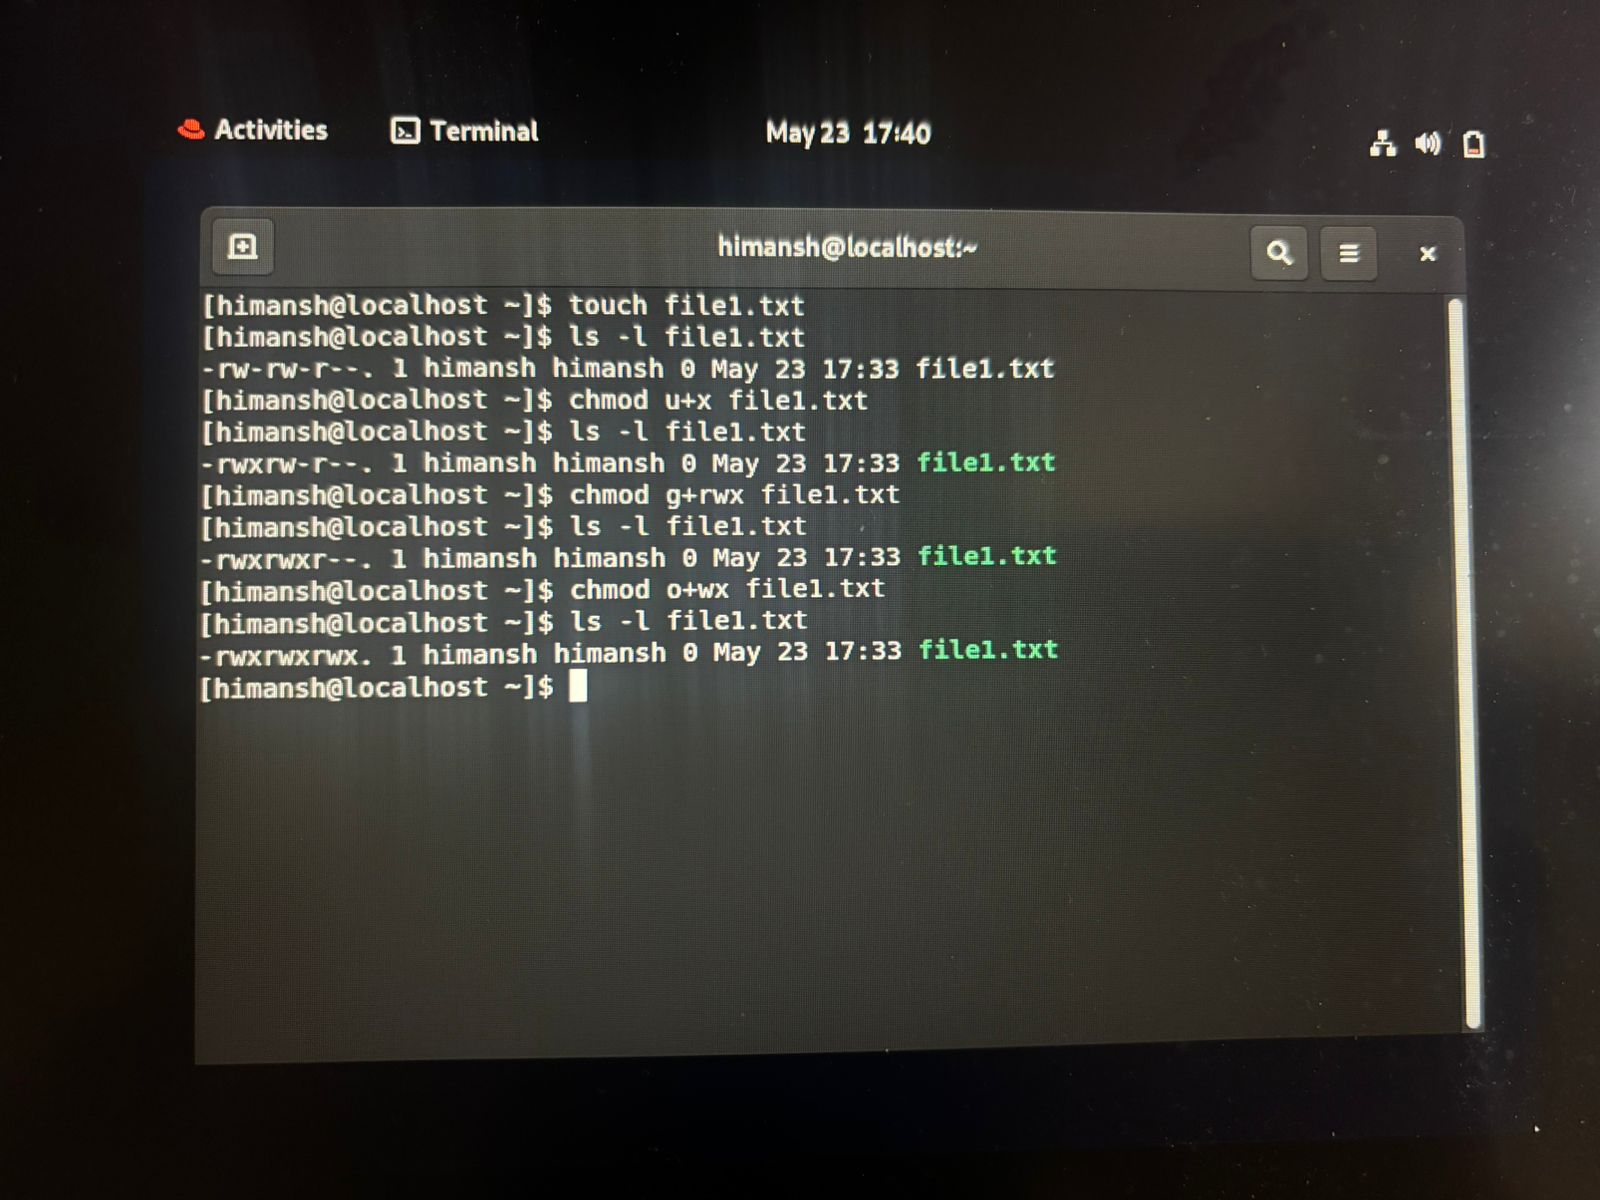 Activities Terminal May 23 17:40
himansh@localhost:~
[himansh@localhost ~]$ touch file1.txt
[himansh@localhost ~]$ ls -l file1.txt
-rw-rw-r--. 1 himansh himansh 0 May 23 17:33 file1.txt
[himansh@localhost ~]$ chmod u+x file1.txt
[himansh@localhost ~]$ ls -l file1.txt
-rwxrw-r--. 1 himansh himansh 0 May 23 17:33 file1.txt
[himansh@localhost ~]$ chmod g+rwx file1.txt
[himansh@localhost ~]$ ls -l file1.txt
-rwxrwxr--. 1 himansh himansh 0 May 23 17:33 file1.txt
[himansh@localhost ~]$ chmod o+wx file1.txt
[himansh@localhost ~]$ ls -l file1.txt
-rwxrwxrwx. 1 himansh himansh 0 May 23 17:33 file1.txt
[himansh@localhost ~]$